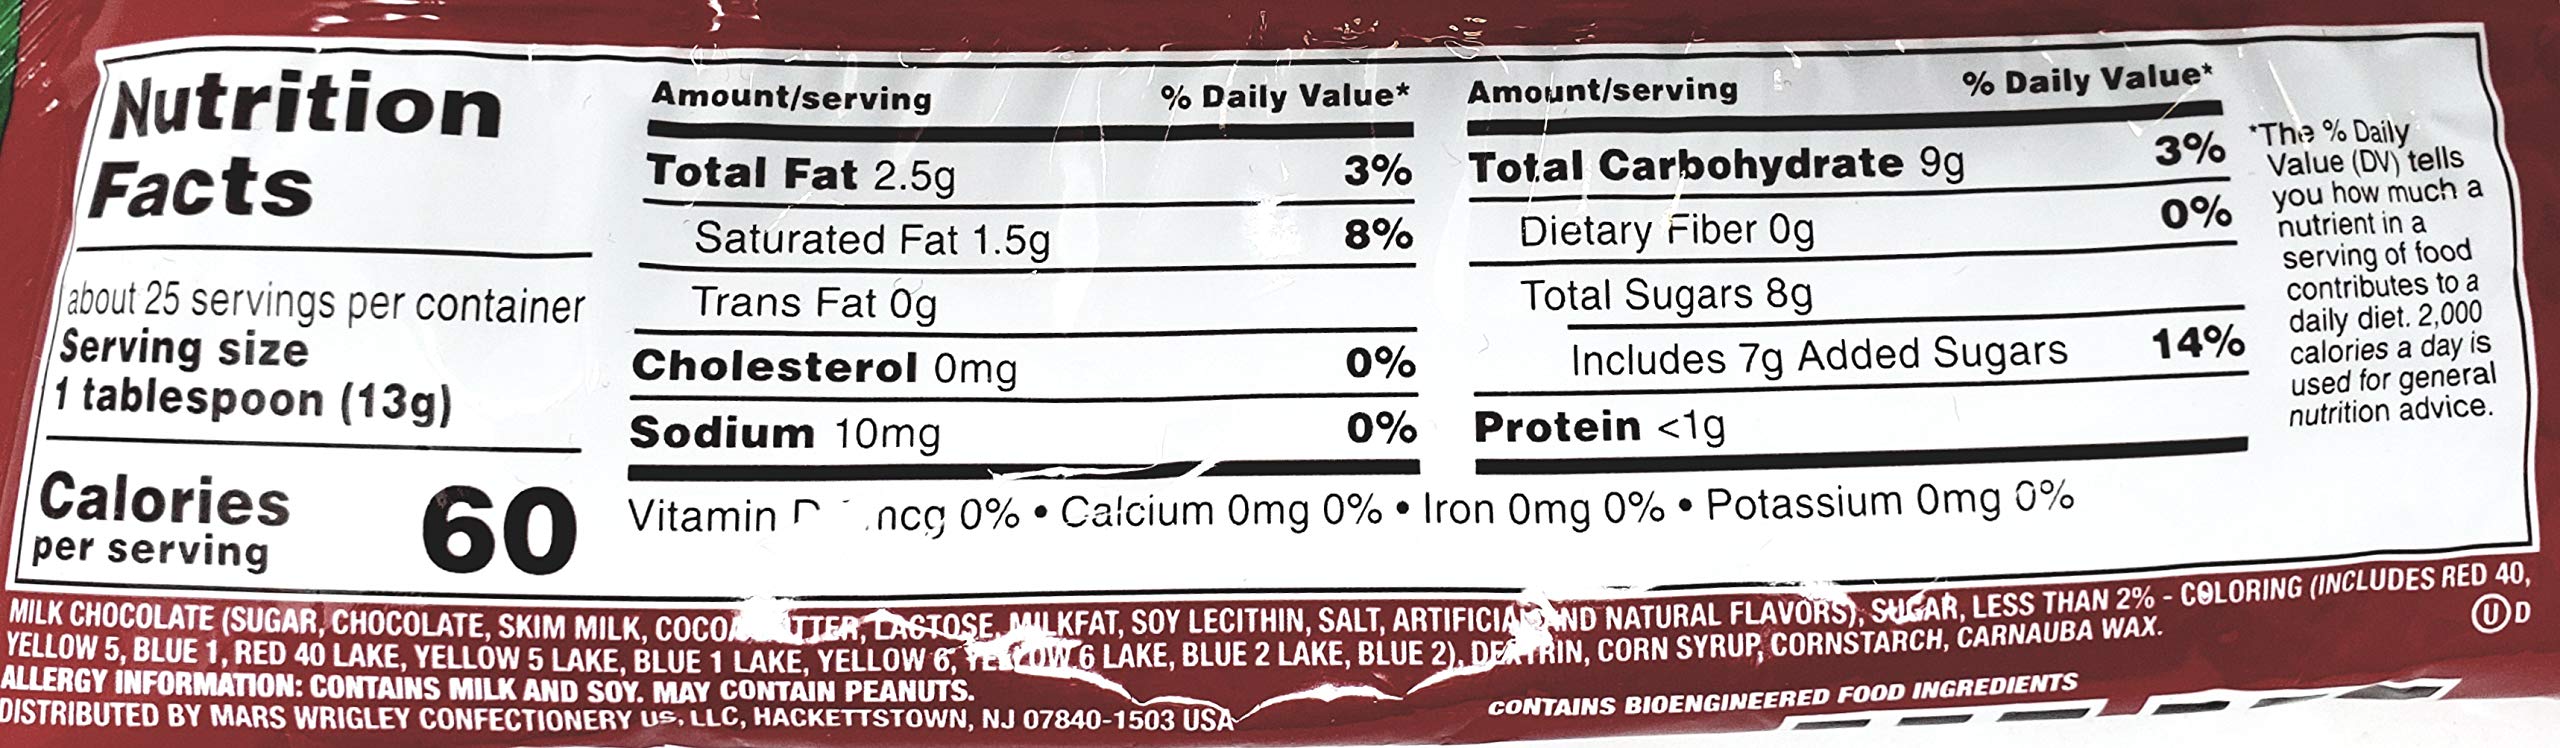 Nutrition
Facts
about 25 servings per container
Serving size
1 tablespoon (13g)
Calories
per serving
60
Amount/serving % Daily Value*
Total Fat 2.5g 3%
Saturated Fat 1.5g 8%
Trans Fat 0g
Cholesterol 0mg 0%
Sodium 10mg 0%
Amount/serving % Daily Value*
Total Carbohydrate 9g 3%
Dietary Fiber 0g 0%
Total Sugars 8g
Includes 7g Added Sugars 14%
Protein <1g
Vitamin 0% • Calcium 0mg 0% • Iron 0mg 0% • Potassium 0mg 0%
*The % Daily
Value (DV) tells
you how much a
nutrient in a
serving of food
contributes to a
daily diet. 2,000
calories a day is
used for general
nutrition advice.
MILK CHOCOLATE (SUGAR, CHOCOLATE, SKIM MILK, LACTOSE, MILKFAT, SOY LECITHIN, SALT, ARTIFICIAL AND NATURAL FLAVORS), SUGAR, LESS THAN 2% - COLORING (INCLUDES RED 40,
YELLOW 5, BLUE 1, RED 40 LAKE, YELLOW 5 LAKE, BLUE 1 LAKE, YELLOW 6, YELLOW 6 LAKE, BLUE 2 LAKE, BLUE 2), DEXTRIN, CORN SYRUP, CORNSTARCH, CARNAUBA WAX.
U D
ALLERGY INFORMATION: CONTAINS MILK AND SOY. MAY CONTAIN PEANUTS.
DISTRIBUTED BY MARS WRIGLEY CONFECTIONERY US, LLC, HACKETTSTOWN, NJ 07840-1503 USA
CONTAINS BIOENGINEERED FOOD INGREDIENTS